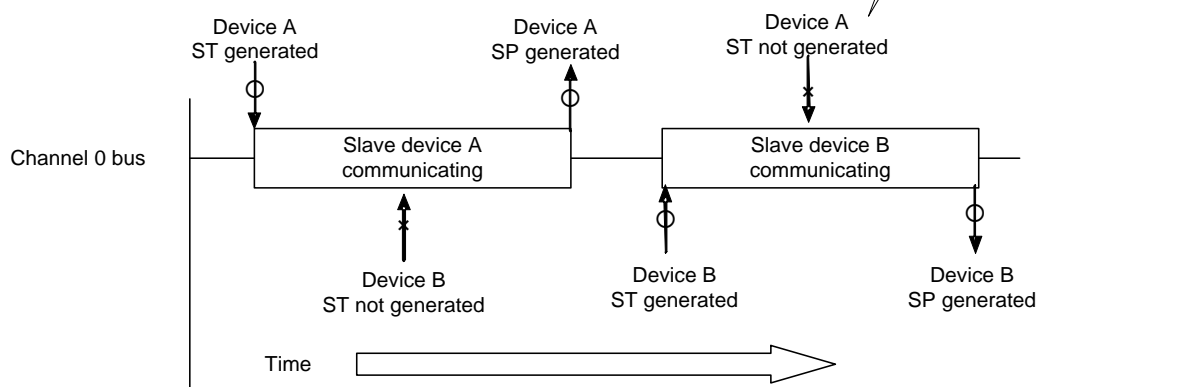 Device A
ST generated
Device A
SP generated
Device A
ST not generated
Channel 0 bus
Slave device A
communicating
Slave device B
communicating
Device B
ST not generated
Device B
ST generated
Device B
SP generated
Time